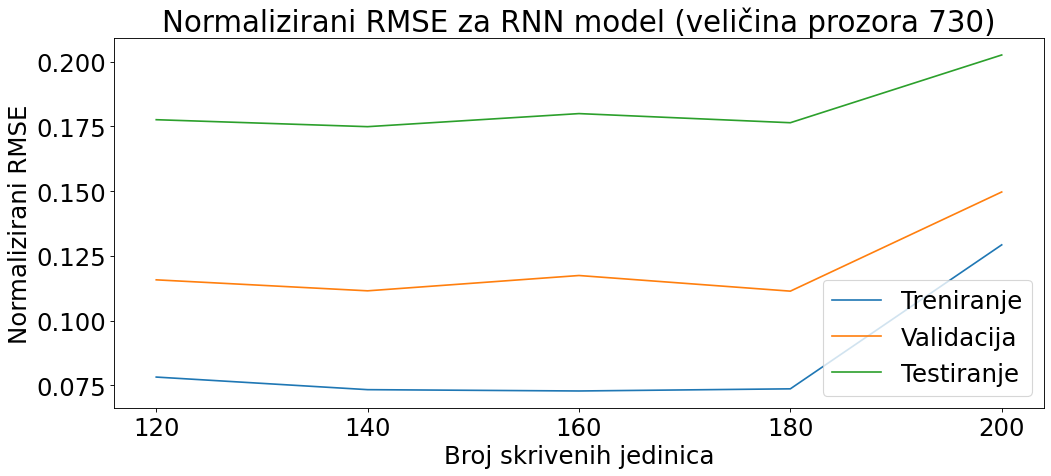 Normalizirani RMSE za RNN model (veličina prozora 730)
Normalizirani RMSE
0.200
0.175
0.150
0.125
0.100
0.075
Treniranje
Validacija
Testiranje
120 140 160 180 200
Broj skrivenih jedinica